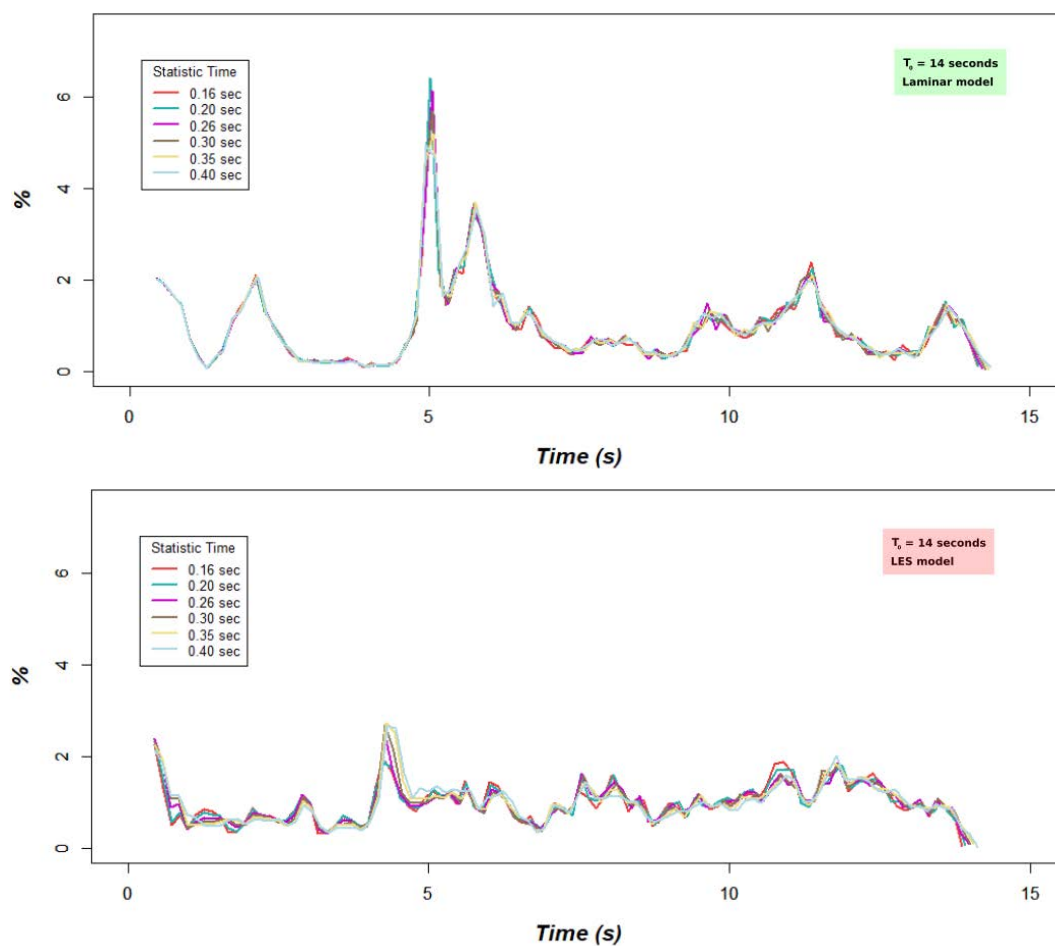 T₀ = 14 seconds
Laminar model
Statistic Time
0.16 sec
0.20 sec
0.26 sec
0.30 sec
0.35 sec
0.40 sec
%
6
4
2
0
0 5 10 15
Time (s)
T₀ = 14 seconds
LES model
Statistic Time
0.16 sec
0.20 sec
0.26 sec
0.30 sec
0.35 sec
0.40 sec
%
6
4
2
0
0 5 10 15
Time (s)